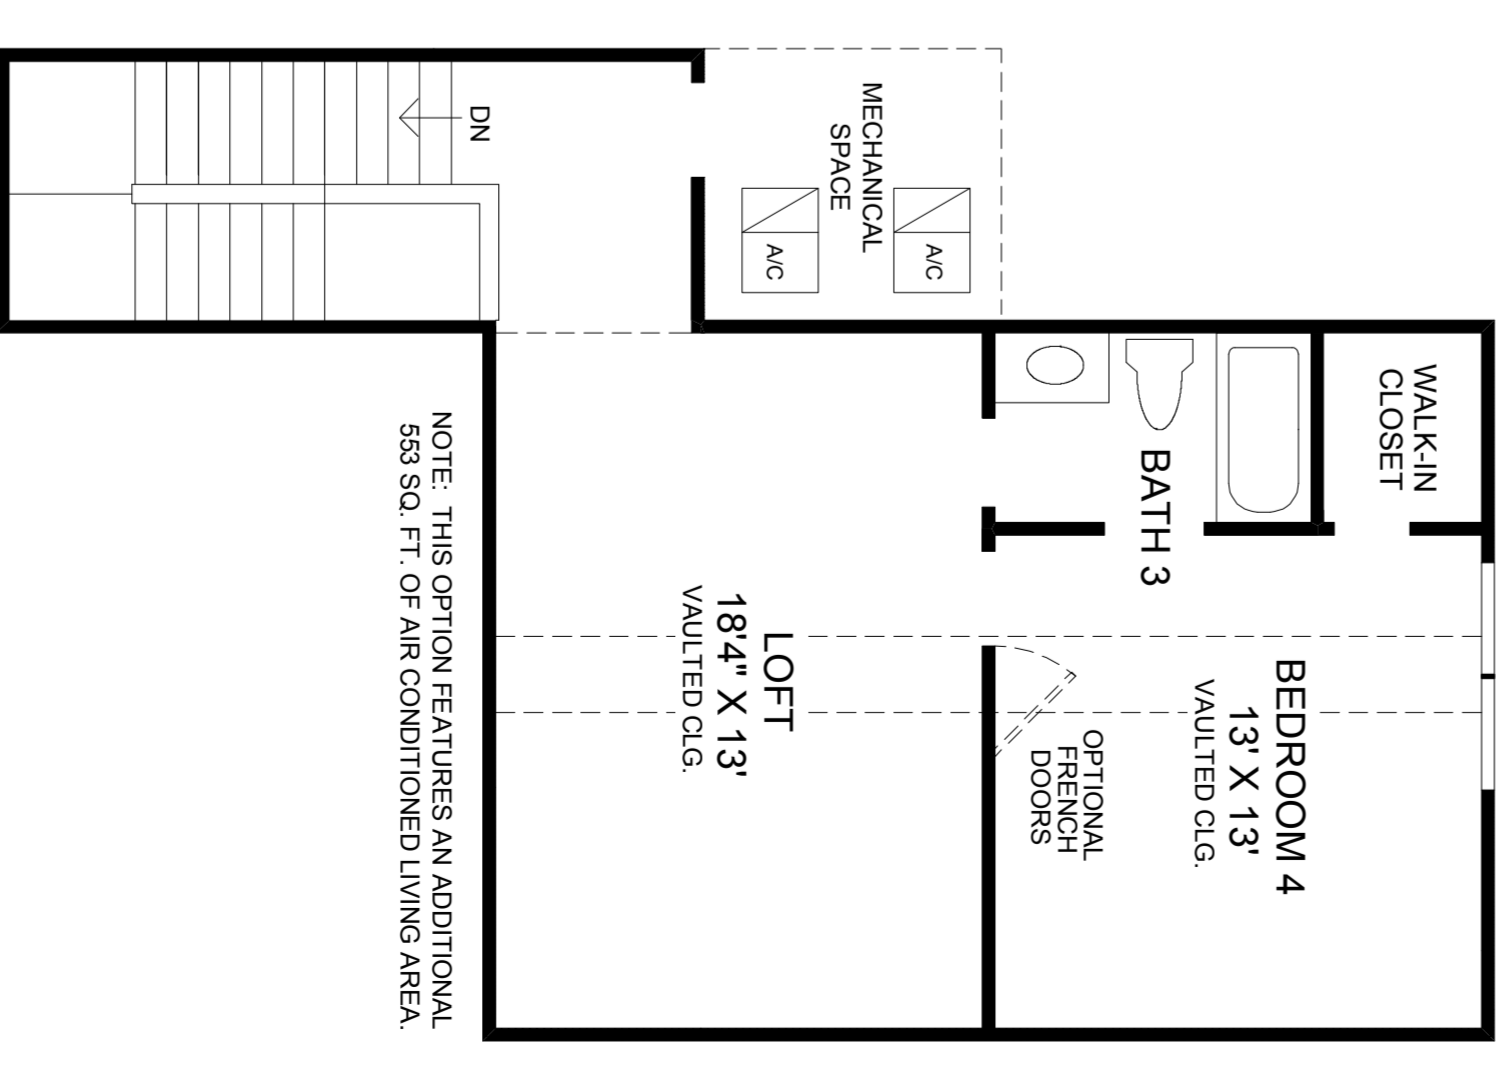 WALK-IN
CLOSET
BEDROOM 4
13' X 13'
VAULTED CLG.
BATH 3
OPTIONAL
FRENCH
DOORS
MECHANICAL
SPACE
A/C
A/C
LOFT
18'4" X 13'
VAULTED CLG.
DN
NOTE: THIS OPTION FEATURES AN ADDITIONAL
553 SQ. FT. OF AIR CONDITIONED LIVING AREA.